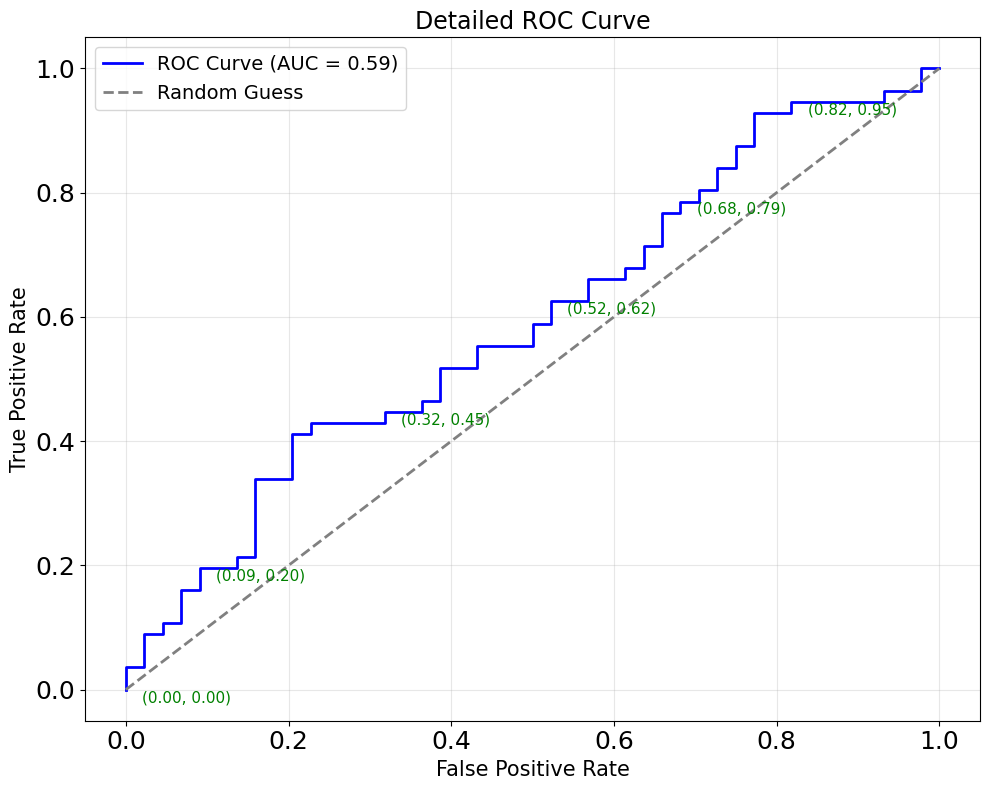 Detailed ROC Curve
ROC Curve (AUC = 0.59)
Random Guess
True Positive Rate
1.0
0.8
0.6
0.4
0.2
0.0
(0.82, 0.95)
(0.68, 0.79)
(0.52, 0.62)
(0.32, 0.45)
(0.09, 0.20)
(0.00, 0.00)
0.0 0.2 0.4 0.6 0.8 1.0
False Positive Rate